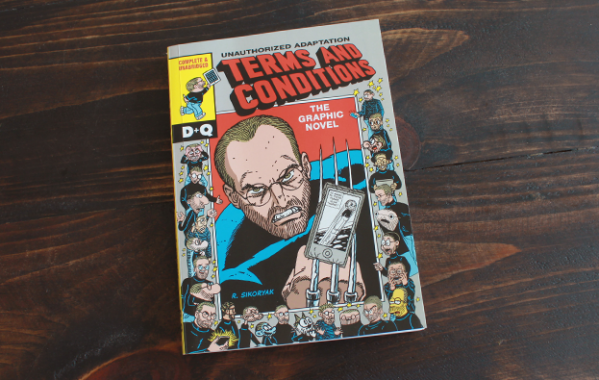 UNAUTHORIZED ADAPTATION
COMPLETE &
UNABRIDGED
TERMS AND
CONDITIONS
THE
GRAPHIC
NOVEL
D+Q
R. SIKORYAK